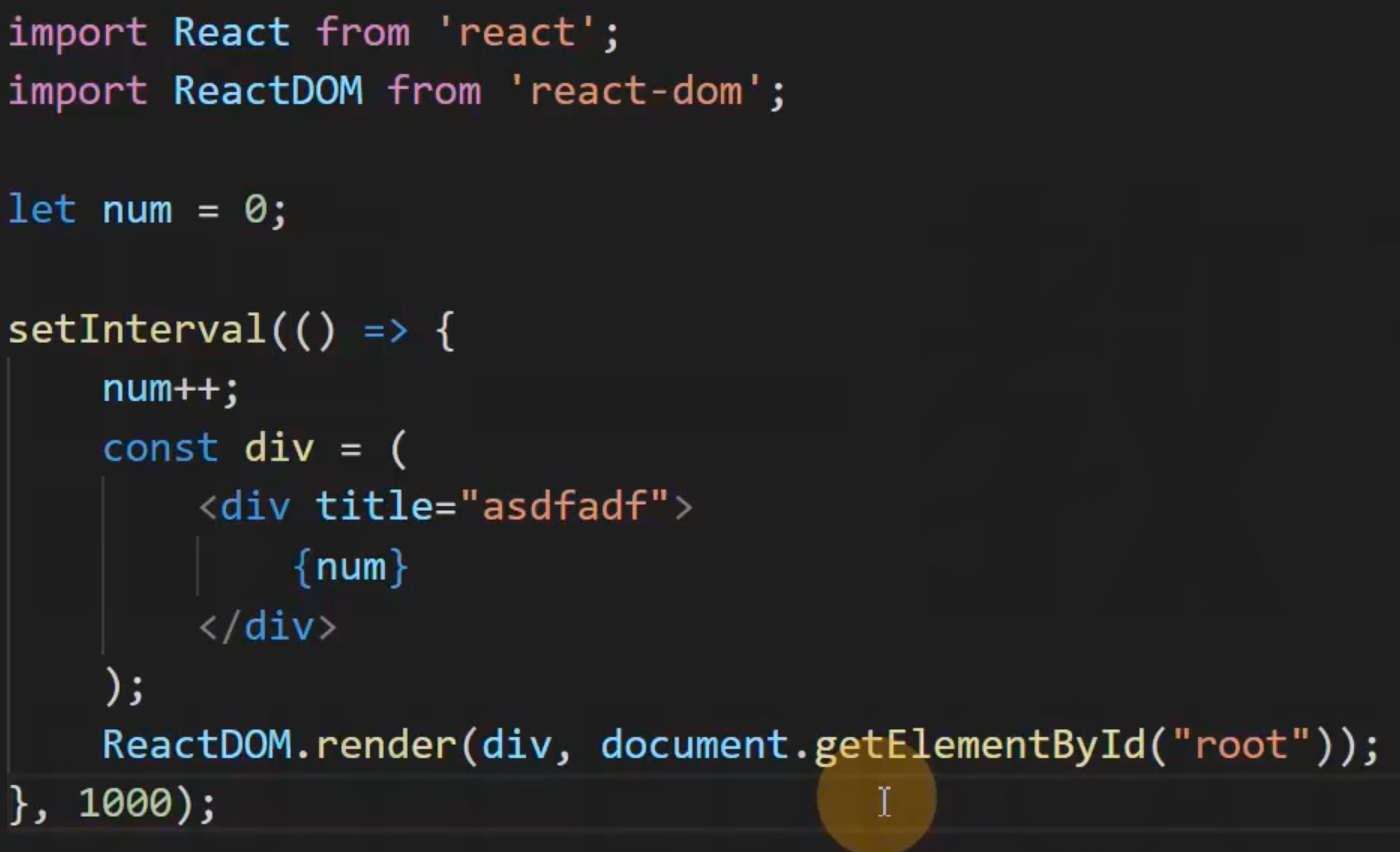 import React from 'react';
import ReactDOM from 'react-dom';
let num = 0;
setInterval(() => {
num++;
const div = (
<div title="asdfadf">
{num}
</div>
);
ReactDOM.render(div, document.getElementById("root"));
}, 1000);